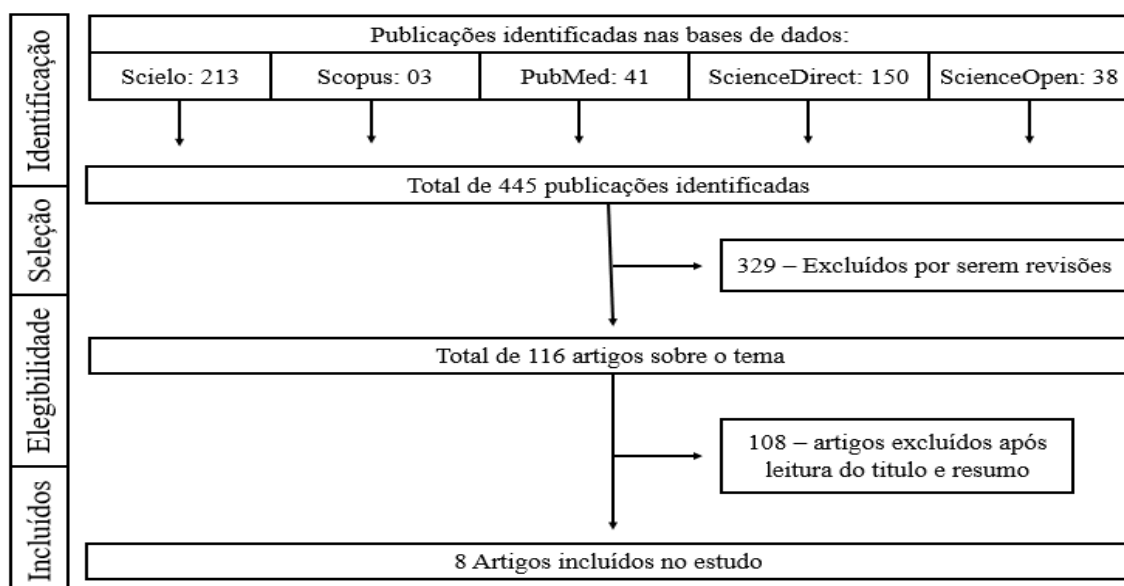 Identificação
Publicações identificadas nas bases de dados:
Scielo: 213
Scopus: 03
PubMed: 41
ScienceDirect: 150
ScienceOpen: 38
Total de 445 publicações identificadas
Seleção
329 – Excluídos por serem revisões
Elegibilidade
Total de 116 artigos sobre o tema
108 – artigos excluídos após
leitura do titulo e resumo
Incluídos
8 Artigos incluídos no estudo